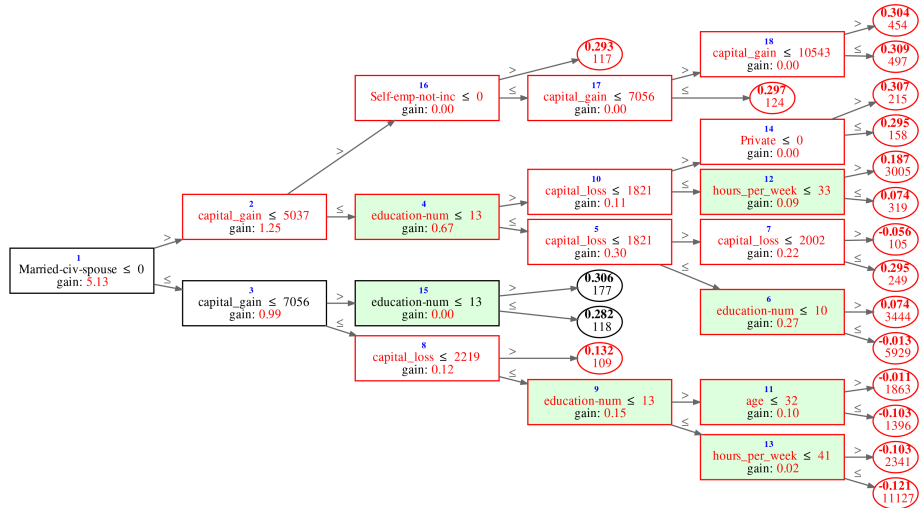 1
Married-civ-spouse ≤ 0
gain: 5.13
>
≤
2
capital_gain ≤ 5037
gain: 1.25
>
≤
3
capital_gain ≤ 7056
gain: 0.99
>
≤
16
Self-emp-not-inc ≤ 0
gain: 0.00
>
≤
4
education-num ≤ 13
gain: 0.67
>
≤
15
education-num ≤ 13
gain: 0.00
>
≤
8
capital_loss ≤ 2219
gain: 0.12
>
≤
0.293
117
17
capital_gain ≤ 7056
gain: 0.00
>
≤
10
capital_loss ≤ 1821
gain: 0.11
>
≤
5
capital_loss ≤ 1821
gain: 0.30
>
≤
0.306
177
0.282
118
0.132
109
9
education-num ≤ 13
gain: 0.15
>
≤
18
capital_gain ≤ 10543
gain: 0.00
>
≤
0.297
124
14
Private ≤ 0
gain: 0.00
>
≤
12
hours_per_week ≤ 33
gain: 0.09
>
≤
7
capital_loss ≤ 2002
gain: 0.22
>
≤
6
education-num ≤ 10
gain: 0.27
>
≤
11
age ≤ 32
gain: 0.10
>
≤
13
hours_per_week ≤ 41
gain: 0.02
>
≤
0.304
454
0.309
497
0.307
215
0.295
158
0.187
3005
0.074
319
-0.056
105
0.295
249
0.074
3444
-0.013
5929
-0.011
1863
-0.103
1396
-0.103
2341
-0.121
11127